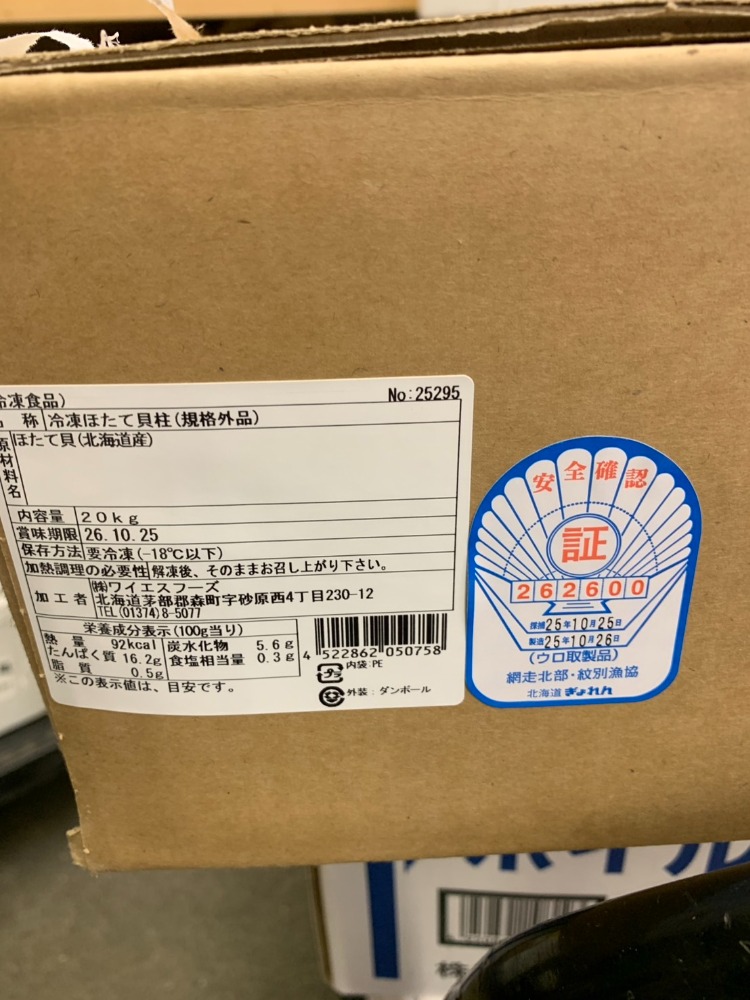 冷凍食品)
No:25295
称 冷凍ほたて貝柱(規格外品)
原材料名 ほたて貝(北海道産)
内容量 20kg
賞味期限 26.10.25
保存方法 要冷凍(-18℃以下)
加熱調理の必要性 解凍後、そのままお召し上がり下さい。
加工者 ㈱ワイエスフーズ
北海道茅部郡森町字砂原西4丁目230-12
TEL(01374)8-5077
栄養成分表示(100g当り)
熱量 92kcal 炭水化物 5.6g
たんぱく質 16.2g 食塩相当量 0.3g
脂質 0.5g
※この表示値は、目安です。
4 522862 050758
プラ 内袋:PE
外装:ダンボール
安全確認
証
262600
採捕25年10月25日
製造25年10月26日
(ウロ取製品)
網走北部・紋別漁協
北海道ぎょれん
株